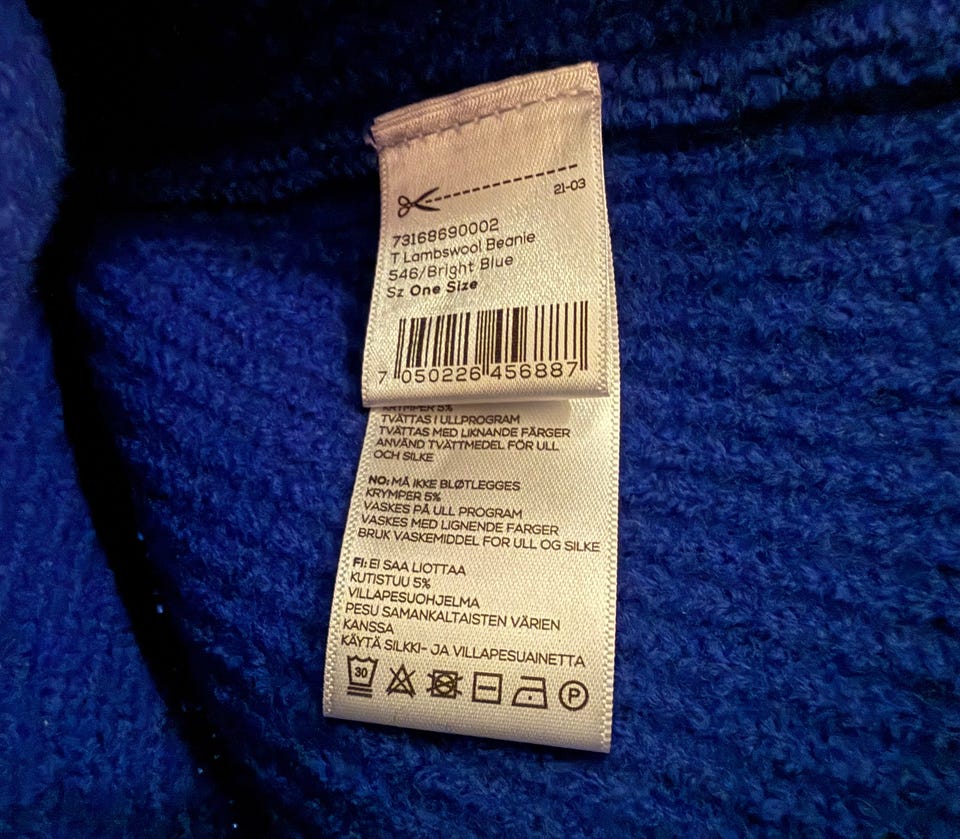 21-03
73168690002
T Lambswool Beanie
546/Bright Blue
Sz One Size
7 050226 456887
KRYMPER 5%
TVÄTTAS I ULLPROGRAM
TVÄTTAS MED LIKNANDE FÄRGER
ANVÄND TVÄTTMEDEL FÖR ULL
OCH SILKE
NO: MÅ IKKE BLØTLEGGES
KRYMPER 5%
VASKES PÅ ULL PROGRAM
VASKES MED LIGNENDE FARGER
BRUK VASKEMIDDEL FOR ULL OG SILKE
FI: EI SAA LIOTTAA
KUTISTUU 5%
VILLAPESUOHJELMA
PESU SAMANKALTAISTEN VÄRIEN
KANSSA
KÄYTÄ SILKKI- JA VILLAPESUAINETTA
30 P